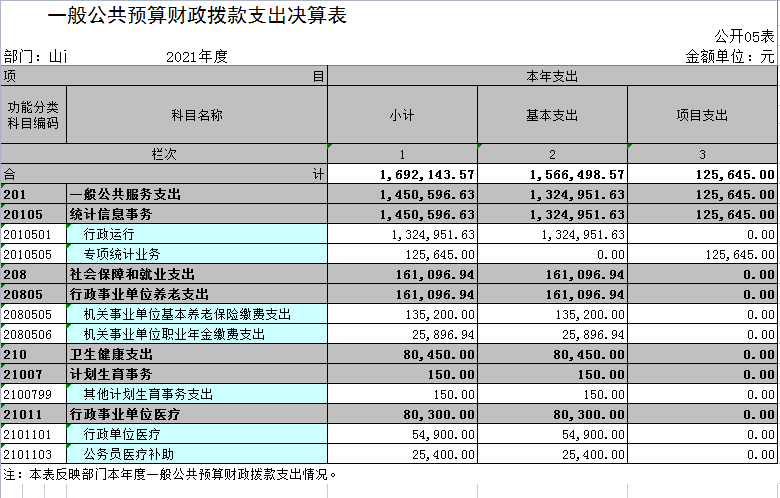 一般公共预算财政拨款支出决算表
公开05表
部门：山 2021年度 金额单位：元
项 目 本年支出
功能分类科目编码 科目名称 小计 基本支出 项目支出
栏次 1 2 3
合 计 1,692,143.57 1,566,498.57 125,645.00
201 一般公共服务支出 1,450,596.63 1,324,951.63 125,645.00
20105 统计信息事务 1,450,596.63 1,324,951.63 125,645.00
2010501 行政运行 1,324,951.63 1,324,951.63 0.00
2010505 专项统计业务 125,645.00 0.00 125,645.00
208 社会保障和就业支出 161,096.94 161,096.94 0.00
20805 行政事业单位养老支出 161,096.94 161,096.94 0.00
2080505 机关事业单位基本养老保险缴费支出 135,200.00 135,200.00 0.00
2080506 机关事业单位职业年金缴费支出 25,896.94 25,896.94 0.00
210 卫生健康支出 80,450.00 80,450.00 0.00
21007 计划生育事务 150.00 150.00 0.00
2100799 其他计划生育事务支出 150.00 150.00 0.00
21011 行政事业单位医疗 80,300.00 80,300.00 0.00
2101101 行政单位医疗 54,900.00 54,900.00 0.00
2101103 公务员医疗补助 25,400.00 25,400.00 0.00
注：本表反映部门本年度一般公共预算财政拨款支出情况。